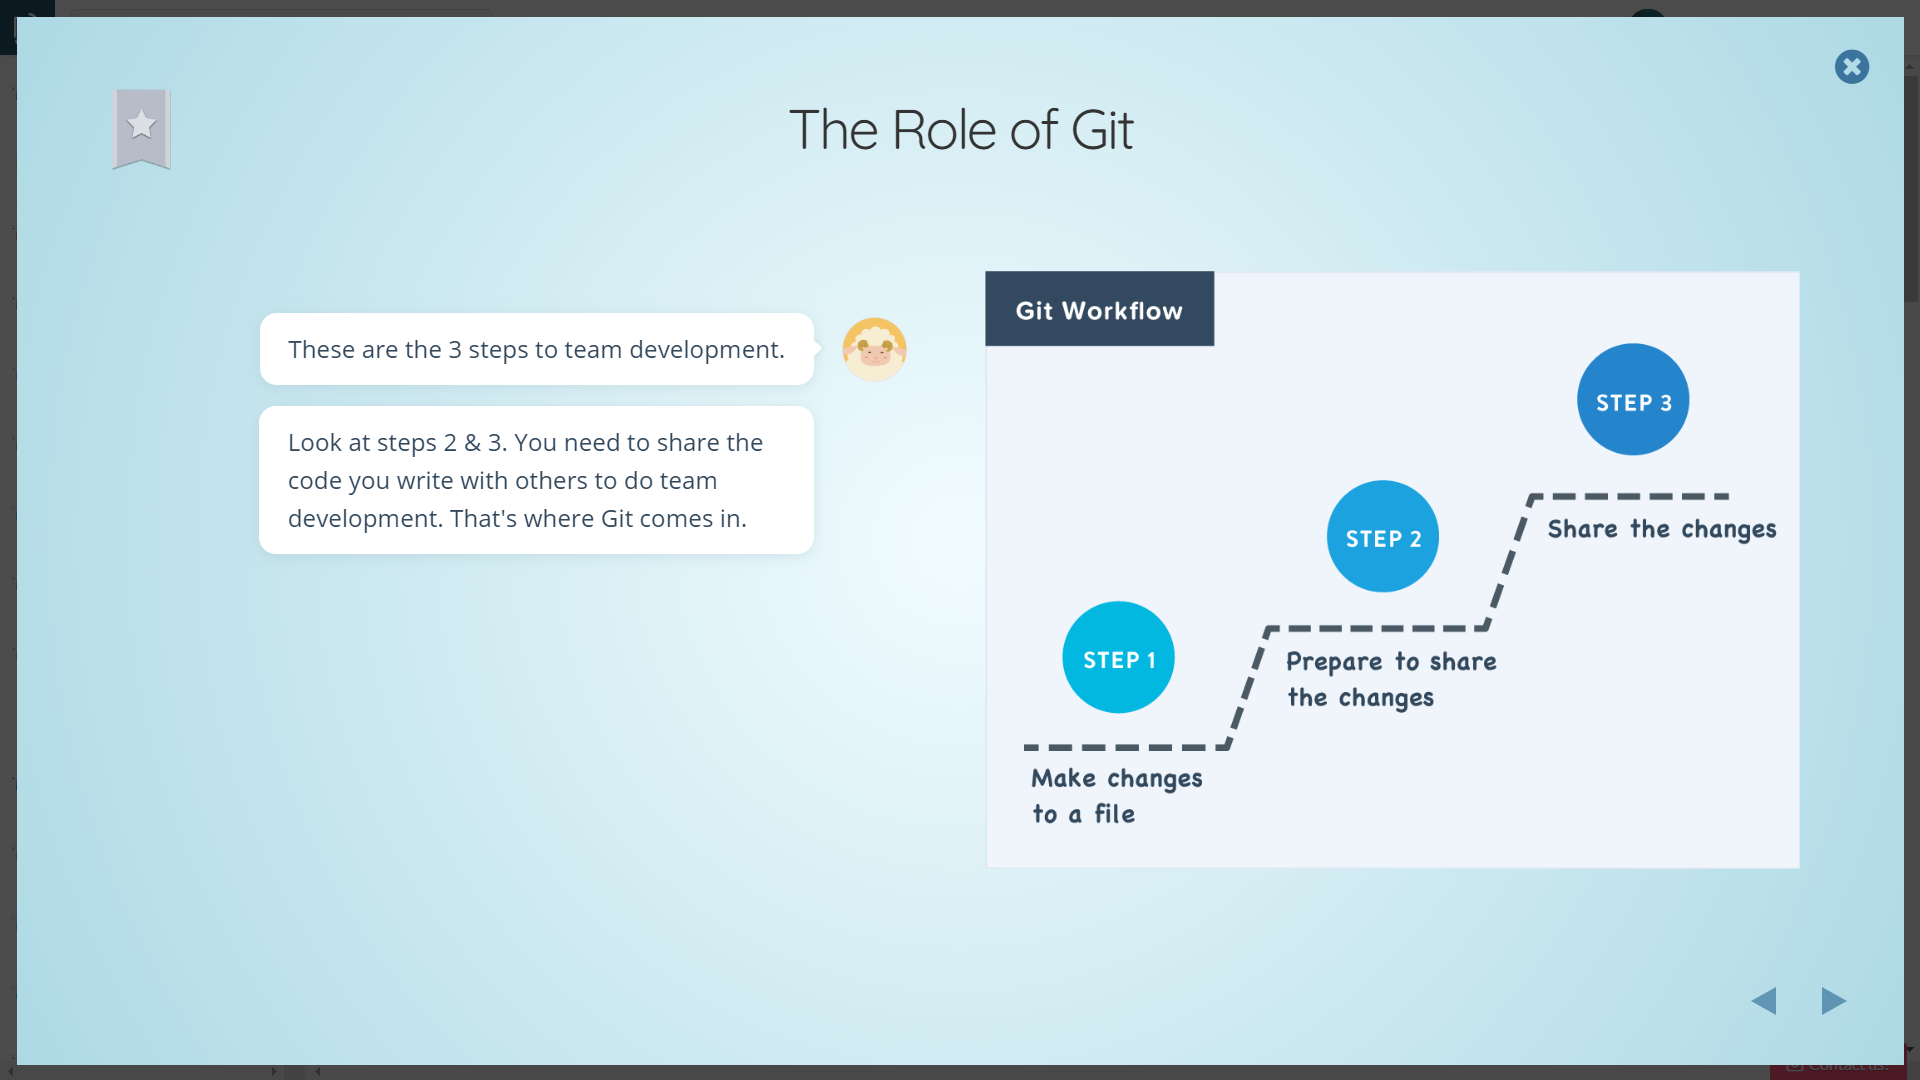 The Role of Git
These are the 3 steps to team development.
Look at steps 2 & 3. You need to share the
code you write with others to do team
development. That's where Git comes in.
Git Workflow
STEP 3
Share the changes
STEP 2
Prepare to share
the changes
STEP 1
Make changes
to a file
Contact us!